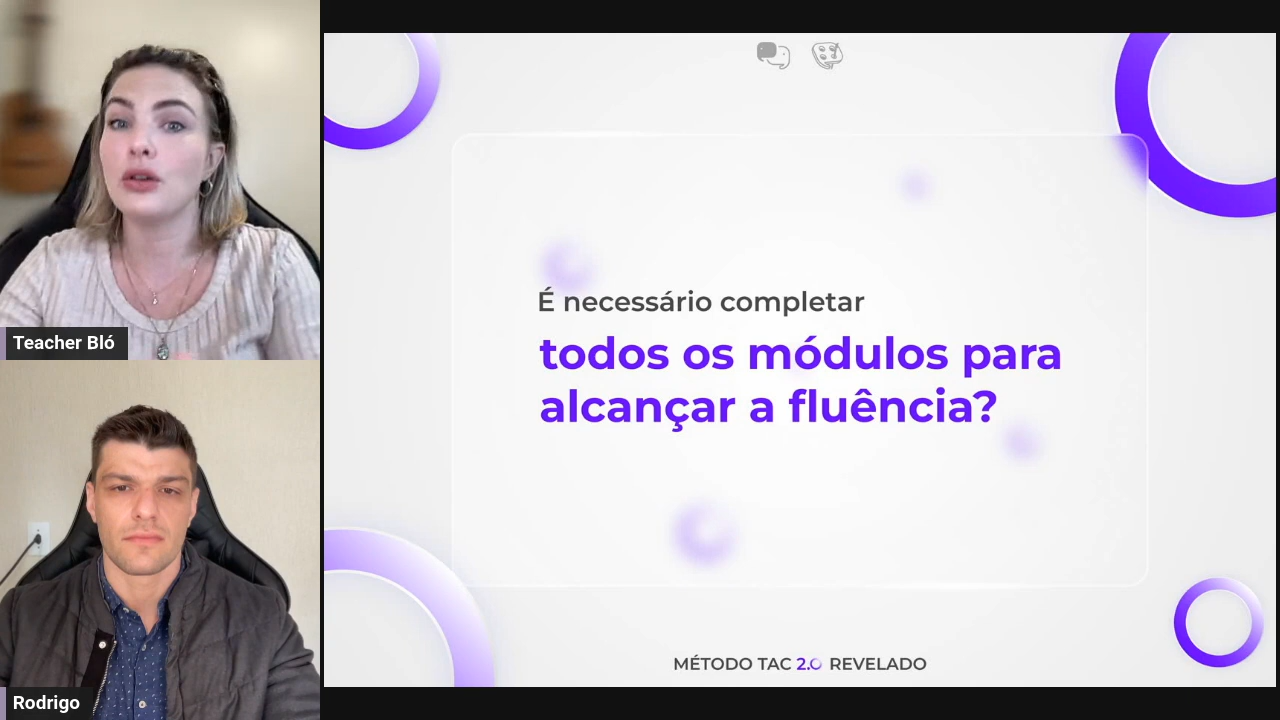 Teacher Bló
Rodrigo
É necessário completar
todos os módulos para
alcançar a fluência?
MÉTODO TAC 2.0 REVELADO